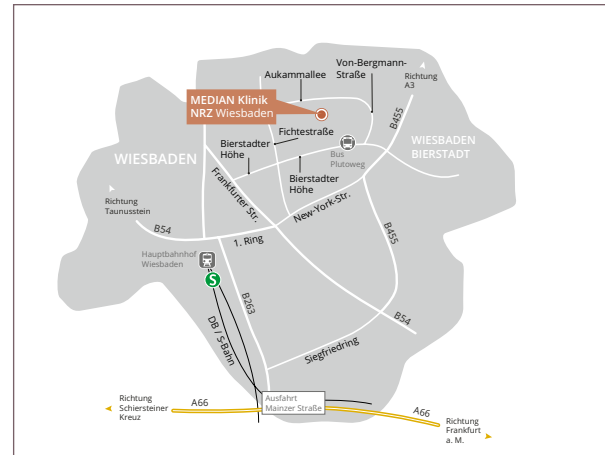 Von-Bergmann-
Straße
Aukammallee
Richtung
A3
MEDIAN Klinik
NRZ Wiesbaden
B455
Fichtestraße
WIESBADEN
BIERSTADT
Bierstadter
Höhe
Bus
Plutoweg
WIESBADEN
Bierstadter
Höhe
Frankfurter Str.
New-York-Str.
Richtung
Taunusstein
B54
1. Ring
B455
Hauptbahnhof
Wiesbaden
S
B263
DB / S-Bahn
B54
Siegfriedring
Richtung
Schiersteiner
Kreuz
A66
Ausfahrt
Mainzer Straße
A66
Richtung
Frankfurt
a. M.